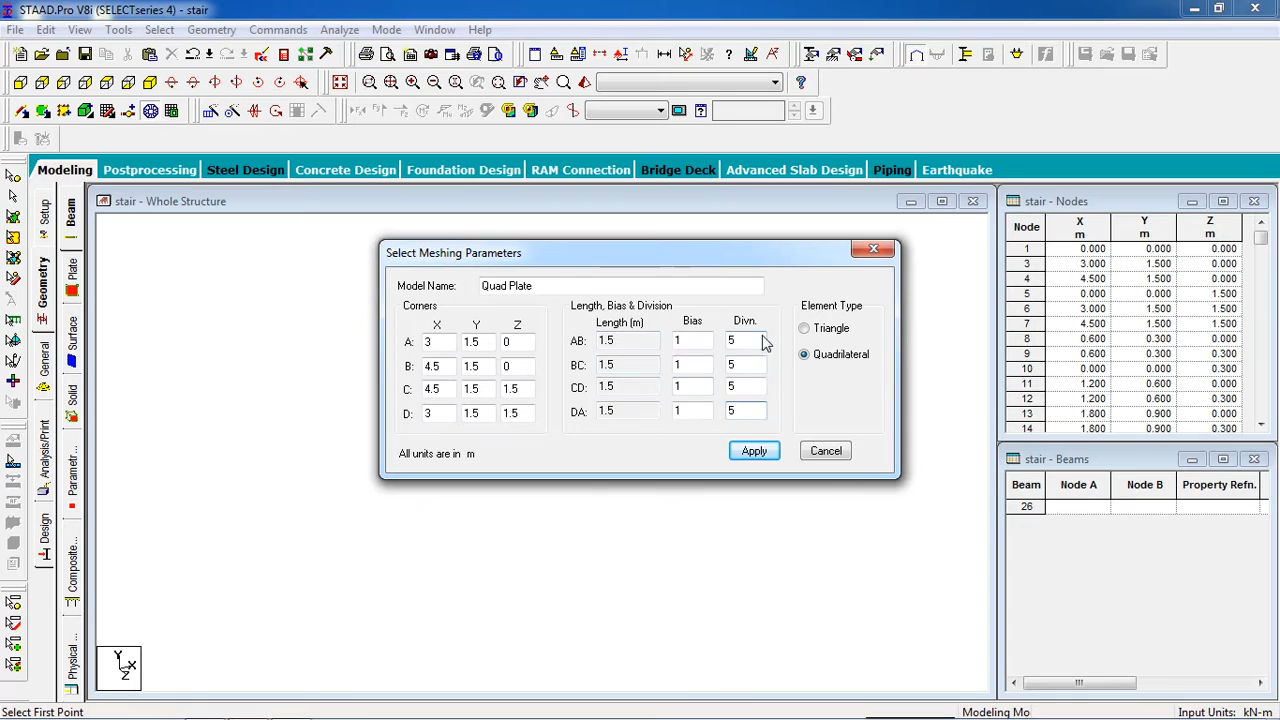 STAAD.Pro V8i (SELECTseries 4) - stair
File Edit View Tools Select Geometry Commands Analyze Mode Window Help
Modeling Postprocessing Steel Design Concrete Design Foundation Design RAM Connection Bridge Deck Advanced Slab Design Piping Earthquake
Setup
Geometry
General
Analysis/Print
Design
Beam
Plate
Surface
Solid
Parametr...
Composite...
Physical ...
stair - Whole Structure
Select Meshing Parameters
Model Name: Quad Plate
Corners
X Y Z
A: 3 1.5 0
B: 4.5 1.5 0
C: 4.5 1.5 1.5
D: 3 1.5 1.5
All units are in m
Length, Bias & Division
Length (m) Bias Divn.
AB: 1.5 1 5
BC: 1.5 1 5
CD: 1.5 1 5
DA: 1.5 1 5
Element Type
Triangle
Quadrilateral
Apply Cancel
Y
X
Z
stair - Nodes
Node X m Y m Z m
1 0.000 0.000 0.000
3 3.000 1.500 0.000
4 4.500 1.500 0.000
5 0.000 0.000 1.500
6 3.000 1.500 1.500
7 4.500 1.500 1.500
8 0.600 0.300 0.000
9 0.600 0.300 0.300
10 0.000 0.000 0.300
11 1.200 0.600 0.000
12 1.200 0.600 0.300
13 1.800 0.900 0.000
14 1.800 0.900 0.300
stair - Beams
Beam Node A Node B Property Refn.
26
Select First Point
Modeling Mo
Input Units: kN-m